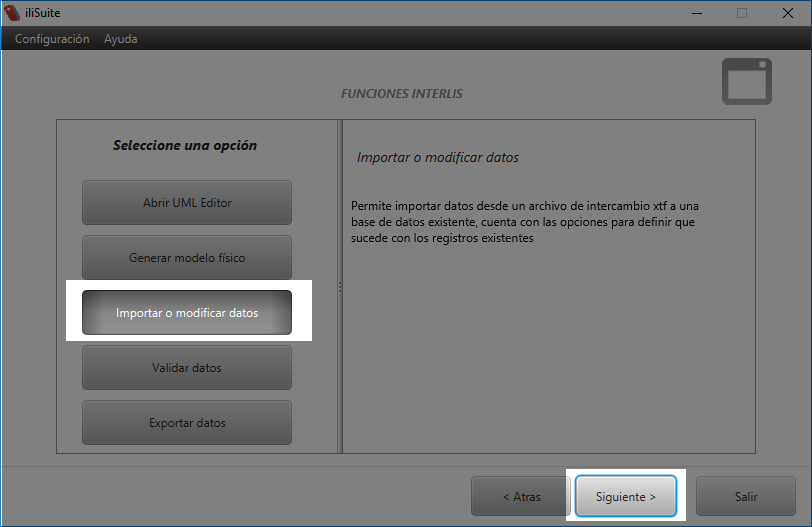 iliSuite
Configuración Ayuda
FUNCIONES INTERLIS
Seleccione una opción
Abrir UML Editor
Generar modelo físico
Importar o modificar datos
Validar datos
Exportar datos
Importar o modificar datos
Permite importar datos desde un archivo de intercambio xtf a una
base de datos existente, cuenta con las opciones para definir que
sucede con los registros existentes
< Atras
Siguiente >
Salir